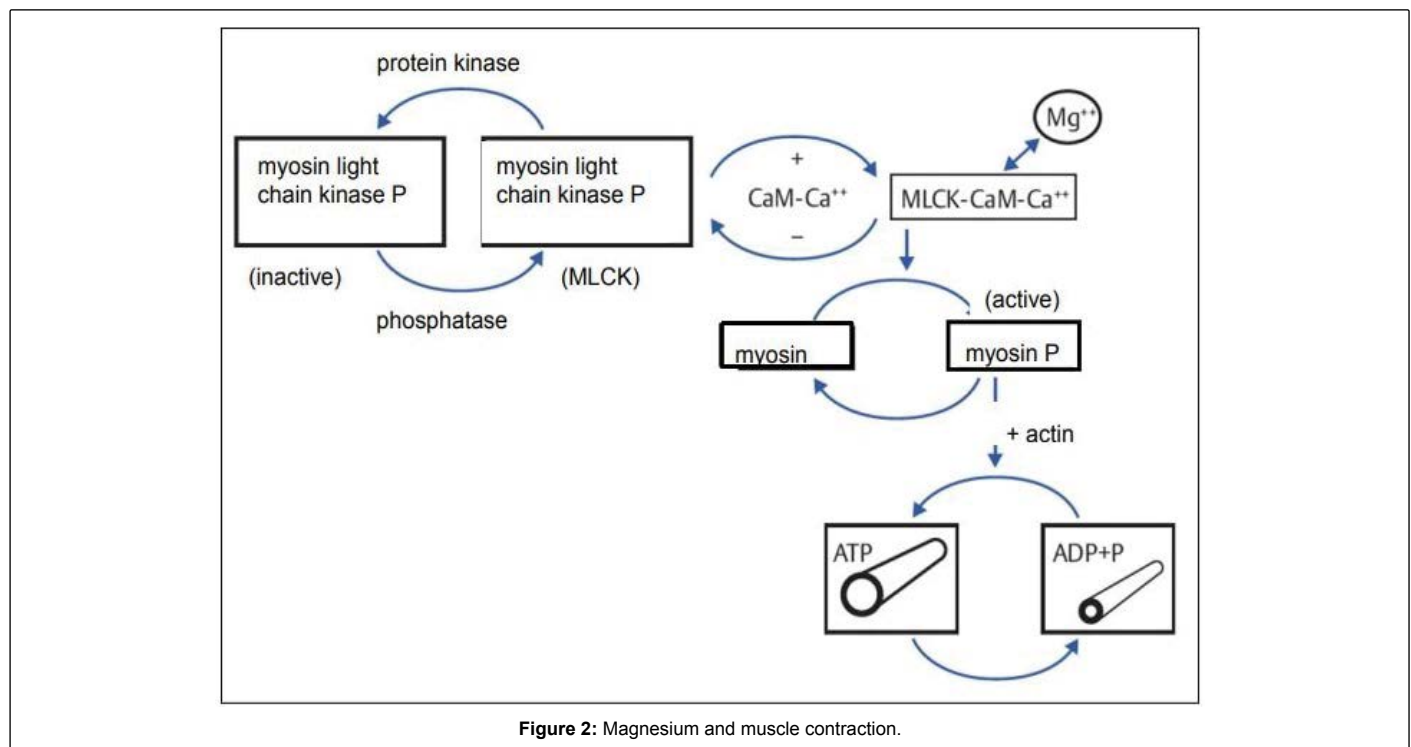 protein kinase
myosin light
chain kinase P
(inactive)
myosin light
chain kinase P
(MLCK)
phosphatase
+
CaM-Ca⁺⁺
−
Mg⁺⁺
MLCK-CaM-Ca⁺⁺
(active)
myosin
myosin P
+ actin
ATP
ADP+P
Figure 2: Magnesium and muscle contraction.